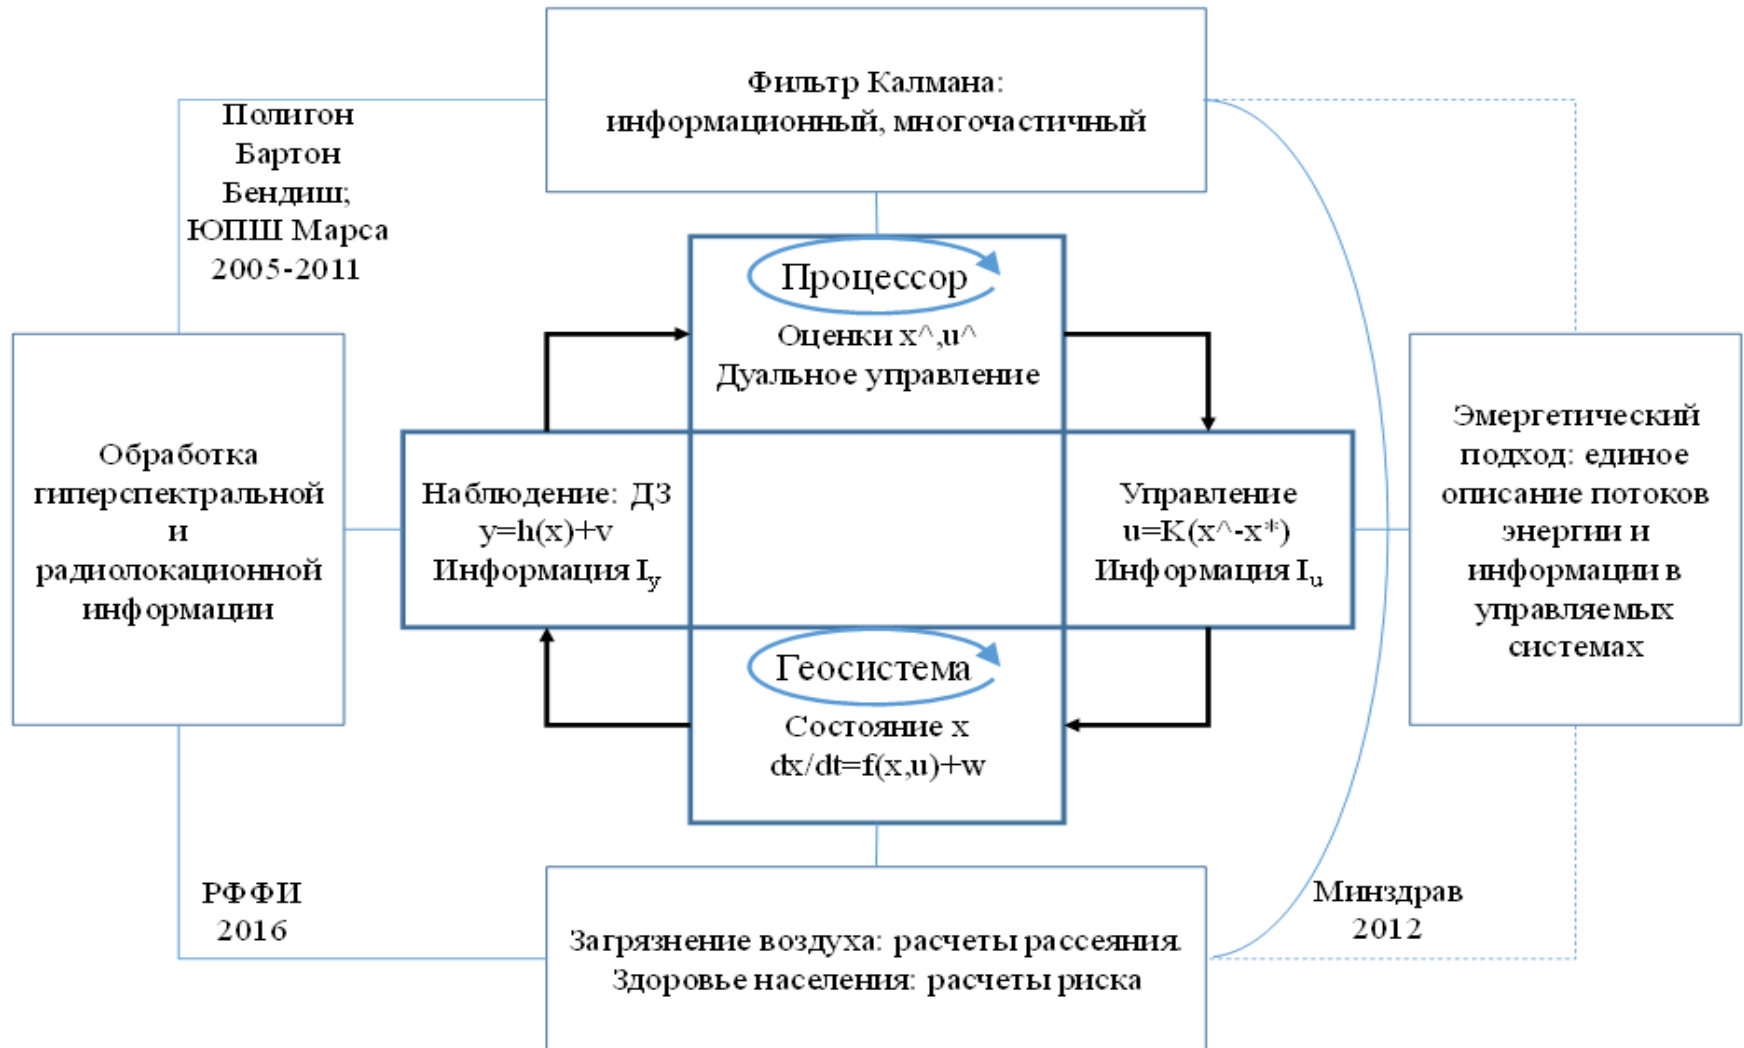 Фильтр Калмана:
информационный, многочастичный
Полигон
Бартон
Бендиш;
ЮПШ Марса
2005-2011
Процессор
Оценки x^,u^
Дуальное управление
Обработка
гиперспектральной
и
радиолокационной
информации
Наблюдение: ДЗ
y=h(x)+v
Информация Iy
Управление
u=K(x^-x*)
Информация Iu
Эмергетический
подход: единое
описание потоков
энергии и
информации в
управляемых
системах
Геосистема
Состояние x
dx/dt=f(x,u)+w
РФФИ
2016
Минздрав
2012
Загрязнение воздуха: расчеты рассеяния.
Здоровье населения: расчеты риска